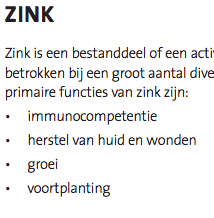 ZINK
Zink is een bestanddeel of een acti
betrokken bij een groot aantal dive
primaire functies van zink zijn:
• immunocompetentie
• herstel van huid en wonden
• groei
• voortplanting